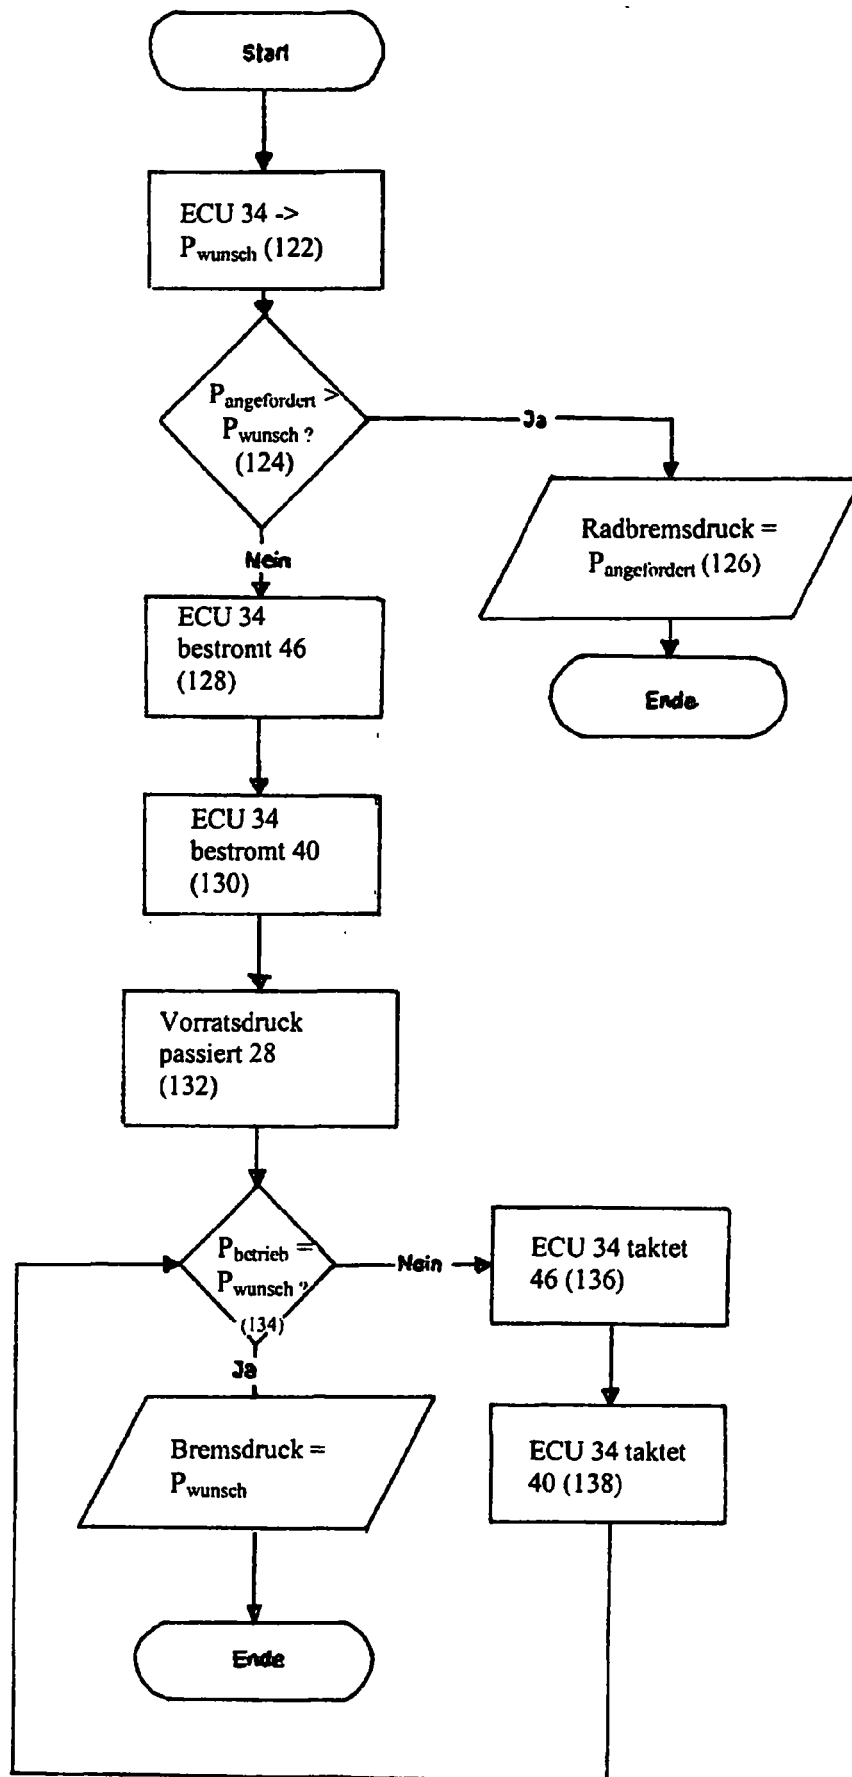 Start
ECU 34 ->
Pwunsch (122)
Pangefordert >
Pwunsch ?
(124)
Ja
Radbremsdruck =
Pangefordert (126)
Ende
Nein
ECU 34
bestromt 46
(128)
ECU 34
bestromt 40
(130)
Vorratsdruck
passiert 28
(132)
Pbetrieb =
Pwunsch ?
(134)
Nein
ECU 34 taktet
46 (136)
ECU 34 taktet
40 (138)
Ja
Bremsdruck =
Pwunsch
Ende